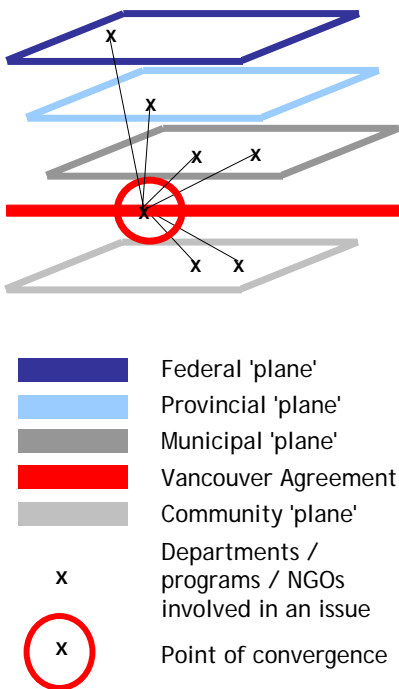 X
X
X X
X
X X
Federal 'plane'
Provincial 'plane'
Municipal 'plane'
Vancouver Agreement
Community 'plane'
Departments /
X programs / NGOs
involved in an issue
X Point of convergence